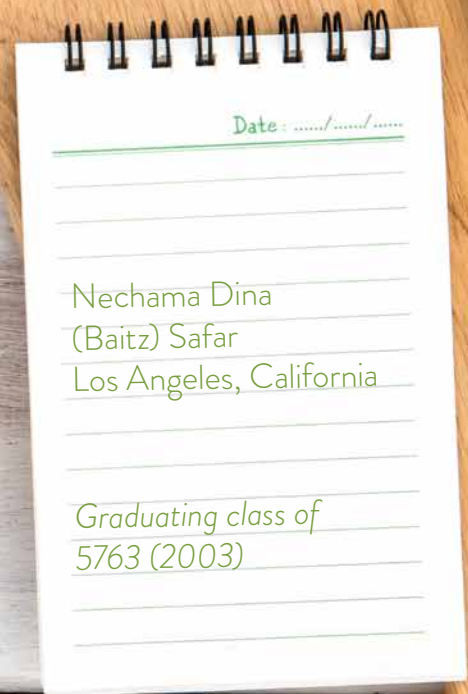 Date : ....../....../......
Nechama Dina
(Baitz) Safar
Los Angeles, California
Graduating class of
5763 (2003)